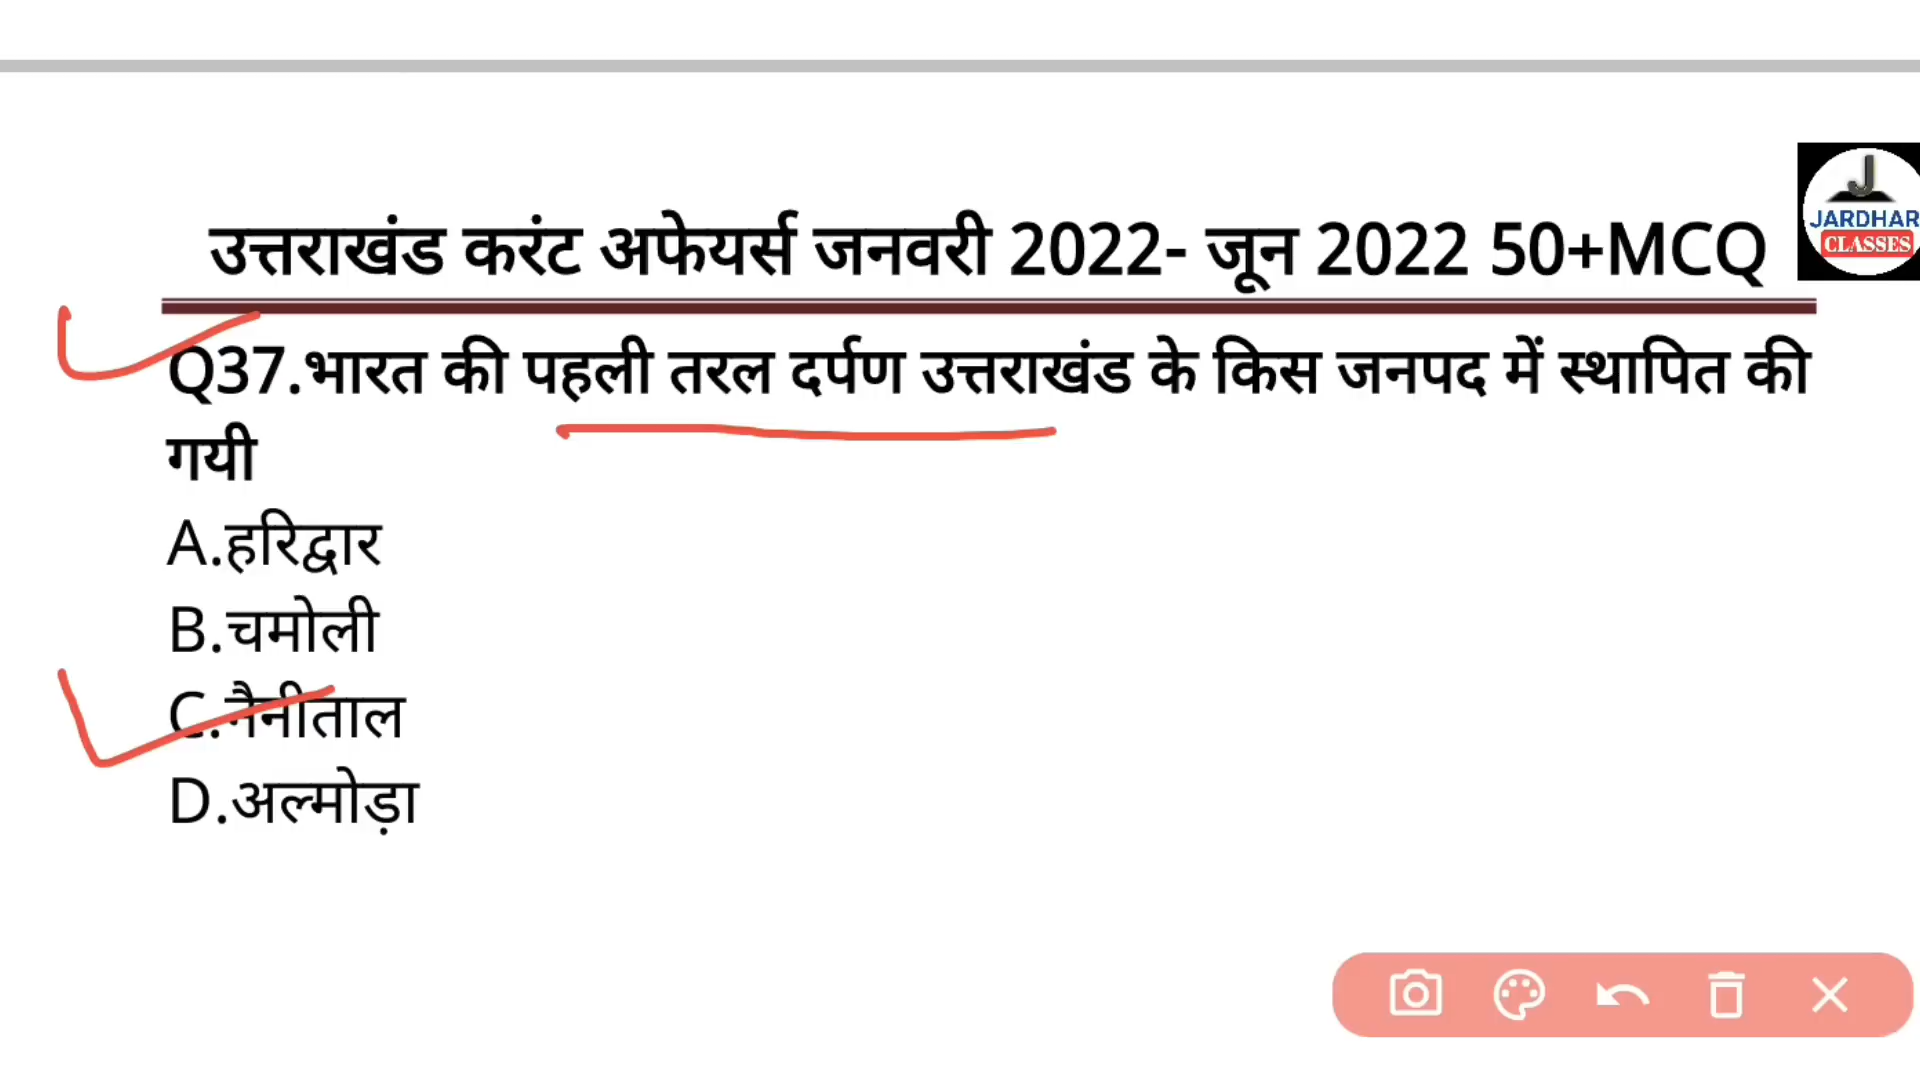 उत्तराखंड करंट अफेयर्स जनवरी 2022- जून 2022 50+MCQ
J
JARDHAR
CLASSES
Q37.भारत की पहली तरल दर्पण उत्तराखंड के किस जनपद में स्थापित की
गयी
A.हरिद्वार
B.चमोली
C.नैनीताल
D.अल्मोड़ा